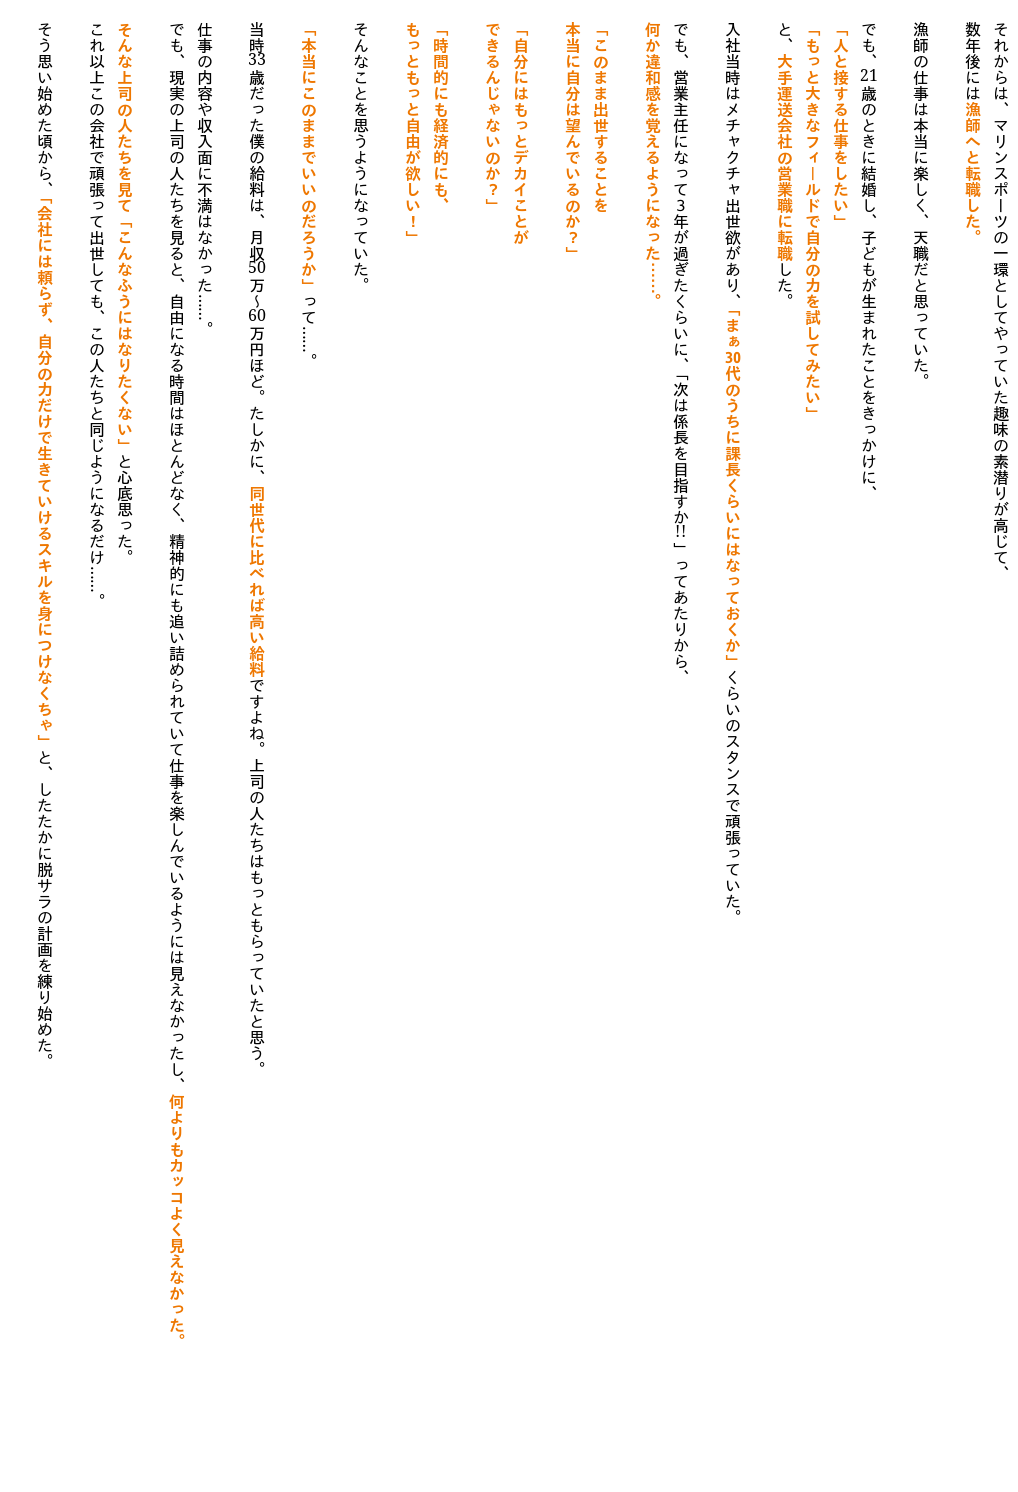 それからは、マリンスポーツの一環としてやっていた趣味の素潜りが高じて、
数年後には漁師へと転職した。
漁師の仕事は本当に楽しく、天職だと思っていた。
でも、21歳のときに結婚し、子どもが生まれたことをきっかけに、
「人と接する仕事をしたい」
「もっと大きなフィールドで自分の力を試してみたい」
と、大手運送会社の営業職に転職した。
入社当時はメチャクチャ出世欲があり、「まぁ30代のうちに課長くらいにはなっておくか」くらいのスタンスで頑張っていた。
でも、営業主任になって3年が過ぎたくらいに、「次は係長を目指すか!!」ってあたりから、
何か違和感を覚えるようになった……。
「このまま出世することを
本当に自分は望んでいるのか？」
「自分にはもっとデカイことが
できるんじゃないのか？」
「時間的にも経済的にも、
もっともっと自由が欲しい！」
そんなことを思うようになっていた。
「本当にこのままでいいのだろうか」って……。
当時33歳だった僕の給料は、月収50万〜60万円ほど。たしかに、同世代に比べれば高い給料ですよね。上司の人たちはもっともらっていたと思う。
仕事の内容や収入面に不満はなかった……。
でも、現実の上司の人たちを見ると、自由になる時間はほとんどなく、精神的にも追い詰められていて仕事を楽しんでいるようには見えなかったし、何よりもカッコよく見えなかった。
そんな上司の人たちを見て「こんなふうにはなりたくない」と心底思った。
これ以上この会社で頑張って出世しても、この人たちと同じようになるだけ……。
そう思い始めた頃から、「会社には頼らず、自分の力だけで生きていけるスキルを身につけなくちゃ」と、したたかに脱サラの計画を練り始めた。